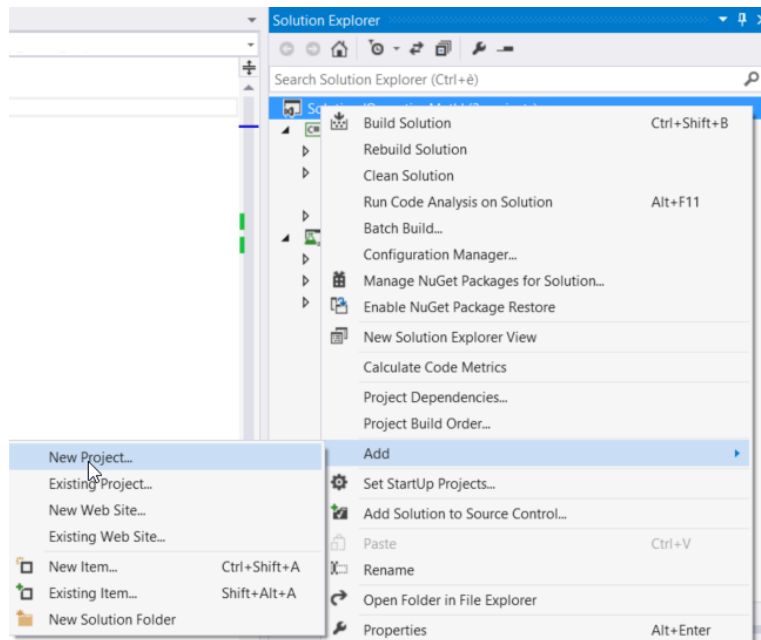 Solution Explorer
Search Solution Explorer (Ctrl+è)
Build Solution Ctrl+Shift+B
Rebuild Solution
Clean Solution
Run Code Analysis on Solution Alt+F11
Batch Build...
Configuration Manager...
Manage NuGet Packages for Solution...
Enable NuGet Package Restore
New Solution Explorer View
Calculate Code Metrics
Project Dependencies...
Project Build Order...
Add
Set StartUp Projects...
Add Solution to Source Control...
Paste Ctrl+V
Rename
Open Folder in File Explorer
Properties Alt+Enter
New Project...
Existing Project...
New Web Site...
Existing Web Site...
New Item... Ctrl+Shift+A
Existing Item... Shift+Alt+A
New Solution Folder